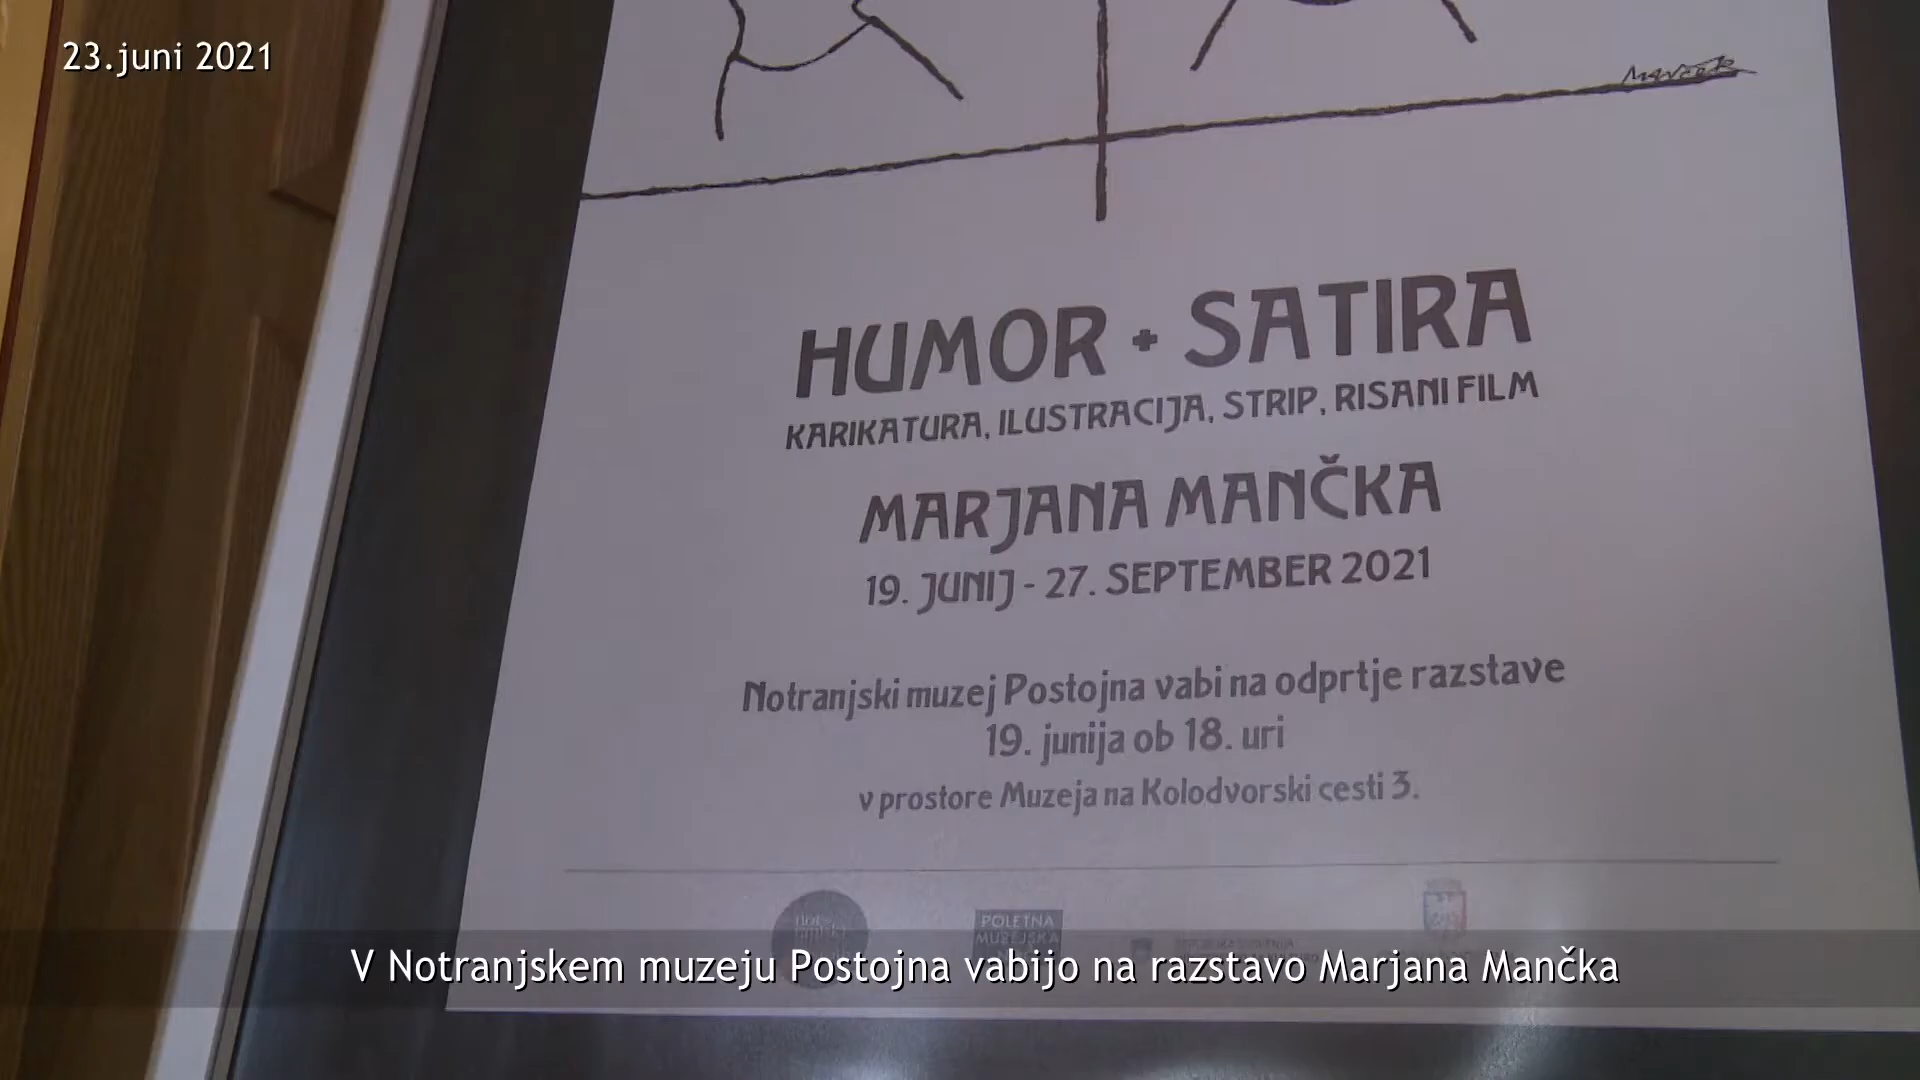 23.juni 2021
HUMOR + SATIRA
KARIKATURA, ILUSTRACIJA, STRIP, RISANI FILM
MARJANA MANČKA
19. JUNIJ - 27. SEPTEMBER 2021
Notranjski muzej Postojna vabi na odprtje razstave
19. junija ob 18. uri
v prostore Muzeja na Kolodvorski cesti 3.
POLETNA
MUZEJSKA
V Notranjskem muzeju Postojna vabijo na razstavo Marjana Mančka